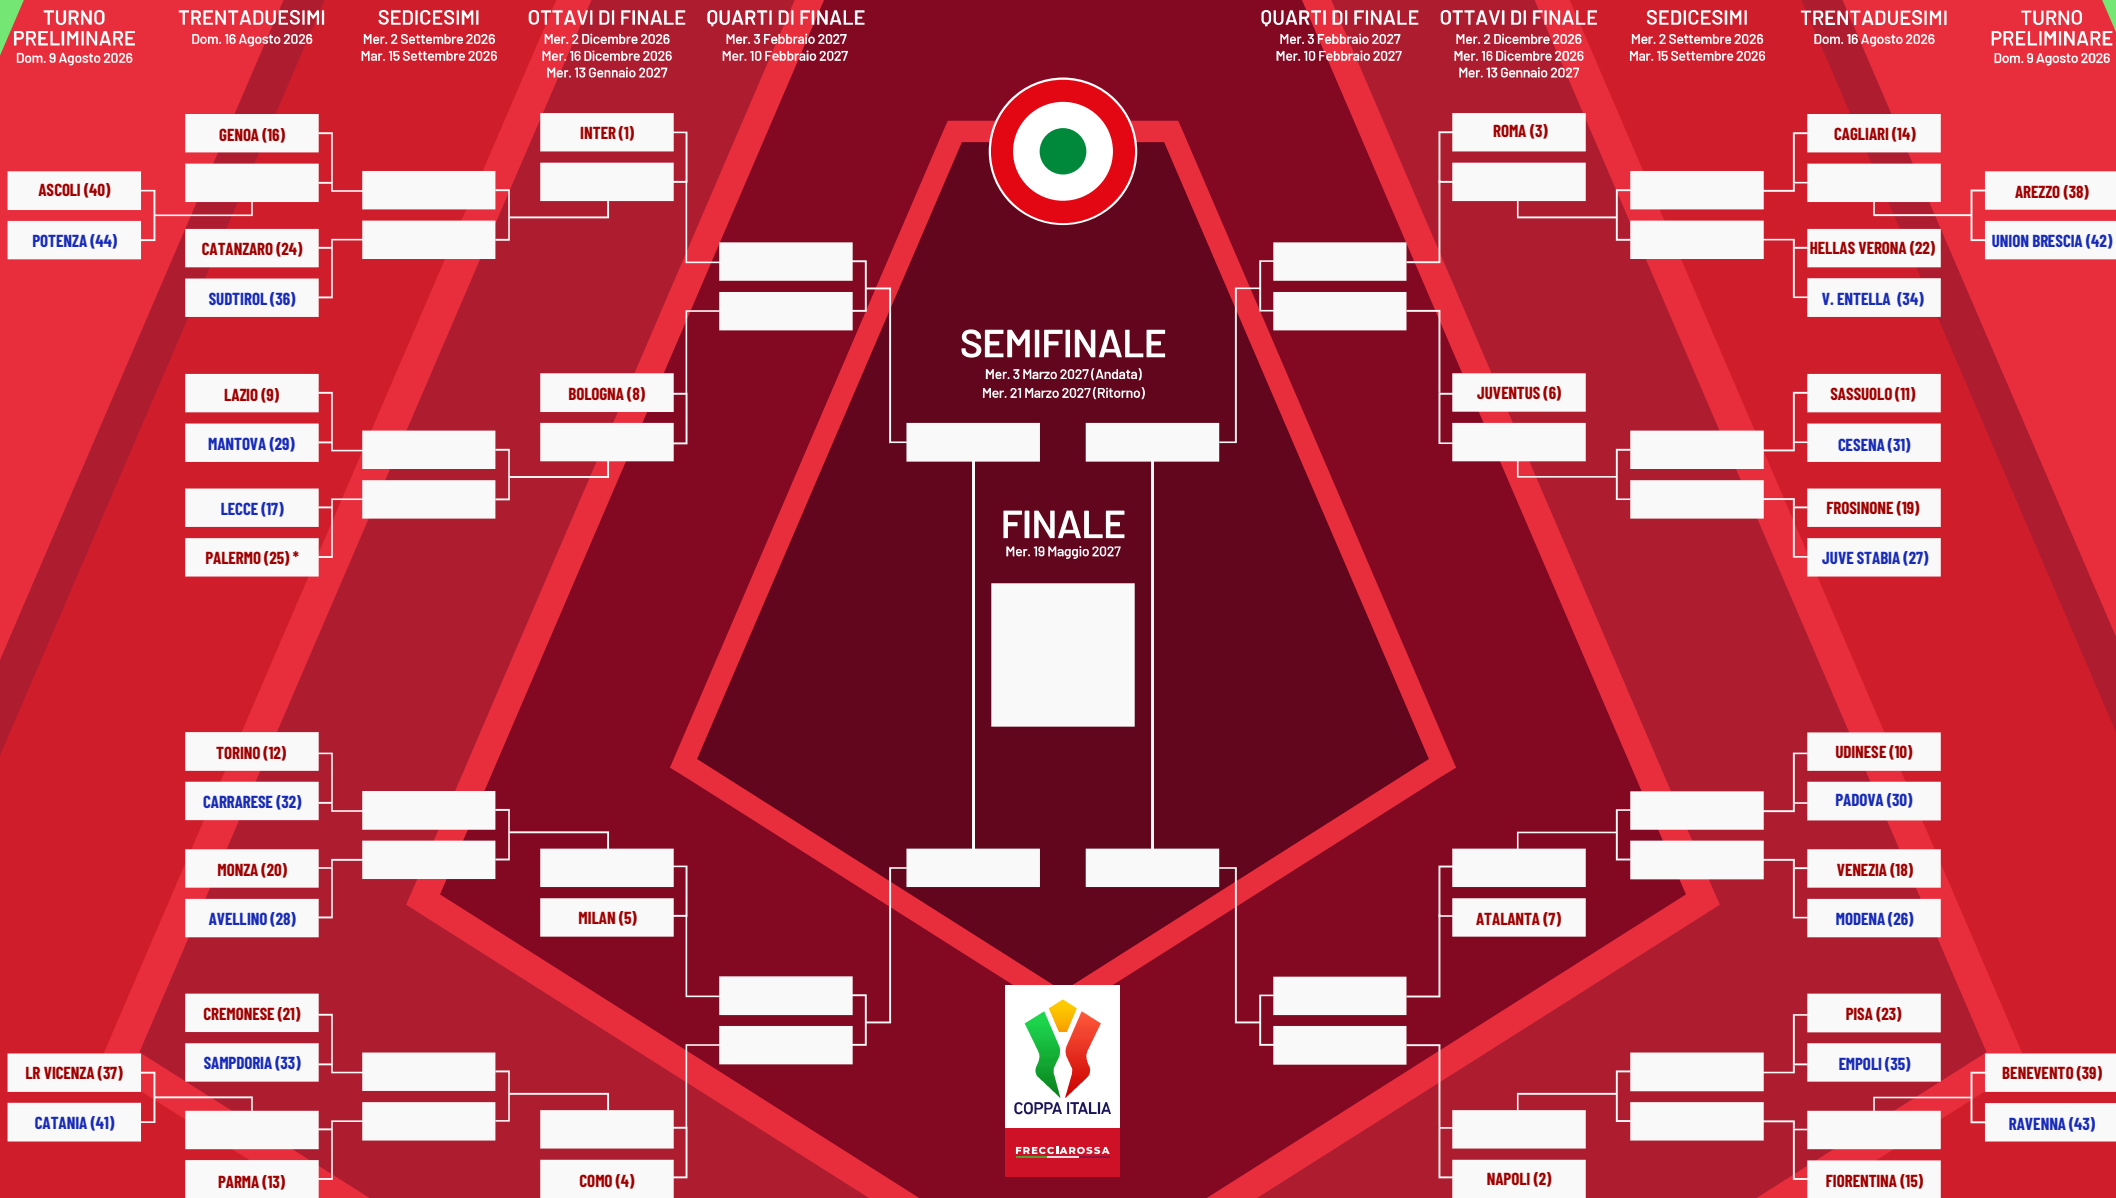 TURNO
PRELIMINARE
Dom. 9 Agosto 2026
TRENTADUESIMI
Dom. 16 Agosto 2026
SEDICESIMI
Mer. 2 Settembre 2026
Mar. 15 Settembre 2026
OTTAVI DI FINALE
Mer. 2 Dicembre 2026
Mer. 16 Dicembre 2026
Mer. 13 Gennaio 2027
QUARTI DI FINALE
Mer. 3 Febbraio 2027
Mer. 10 Febbraio 2027
QUARTI DI FINALE
Mer. 3 Febbraio 2027
Mer. 10 Febbraio 2027
OTTAVI DI FINALE
Mer. 2 Dicembre 2026
Mer. 16 Dicembre 2026
Mer. 13 Gennaio 2027
SEDICESIMI
Mer. 2 Settembre 2026
Mar. 15 Settembre 2026
TRENTADUESIMI
Dom. 16 Agosto 2026
TURNO
PRELIMINARE
Dom. 9 Agosto 2026
ASCOLI (40)
POTENZA (44)
LR VICENZA (37)
CATANIA (41)
GENOA (16)
CATANZARO (24)
SUDTIROL (36)
LAZIO (9)
MANTOVA (29)
LECCE (17)
PALERMO (25) *
TORINO (12)
CARRARESE (32)
MONZA (20)
AVELLINO (28)
CREMONESE (21)
SAMPDORIA (33)
PARMA (13)
INTER (1)
BOLOGNA (8)
MILAN (5)
COMO (4)
SEMIFINALE
Mer. 3 Marzo 2027 (Andata)
Mer. 21 Marzo 2027 (Ritorno)
FINALE
Mer. 19 Maggio 2027
COPPA ITALIA
FRECCIAROSSA
ROMA (3)
JUVENTUS (6)
ATALANTA (7)
NAPOLI (2)
CAGLIARI (14)
HELLAS VERONA (22)
V. ENTELLA (34)
SASSUOLO (11)
CESENA (31)
FROSINONE (19)
JUVE STABIA (27)
UDINESE (10)
PADOVA (30)
VENEZIA (18)
MODENA (26)
PISA (23)
EMPOLI (35)
FIORENTINA (15)
AREZZO (38)
UNION BRESCIA (42)
BENEVENTO (39)
RAVENNA (43)